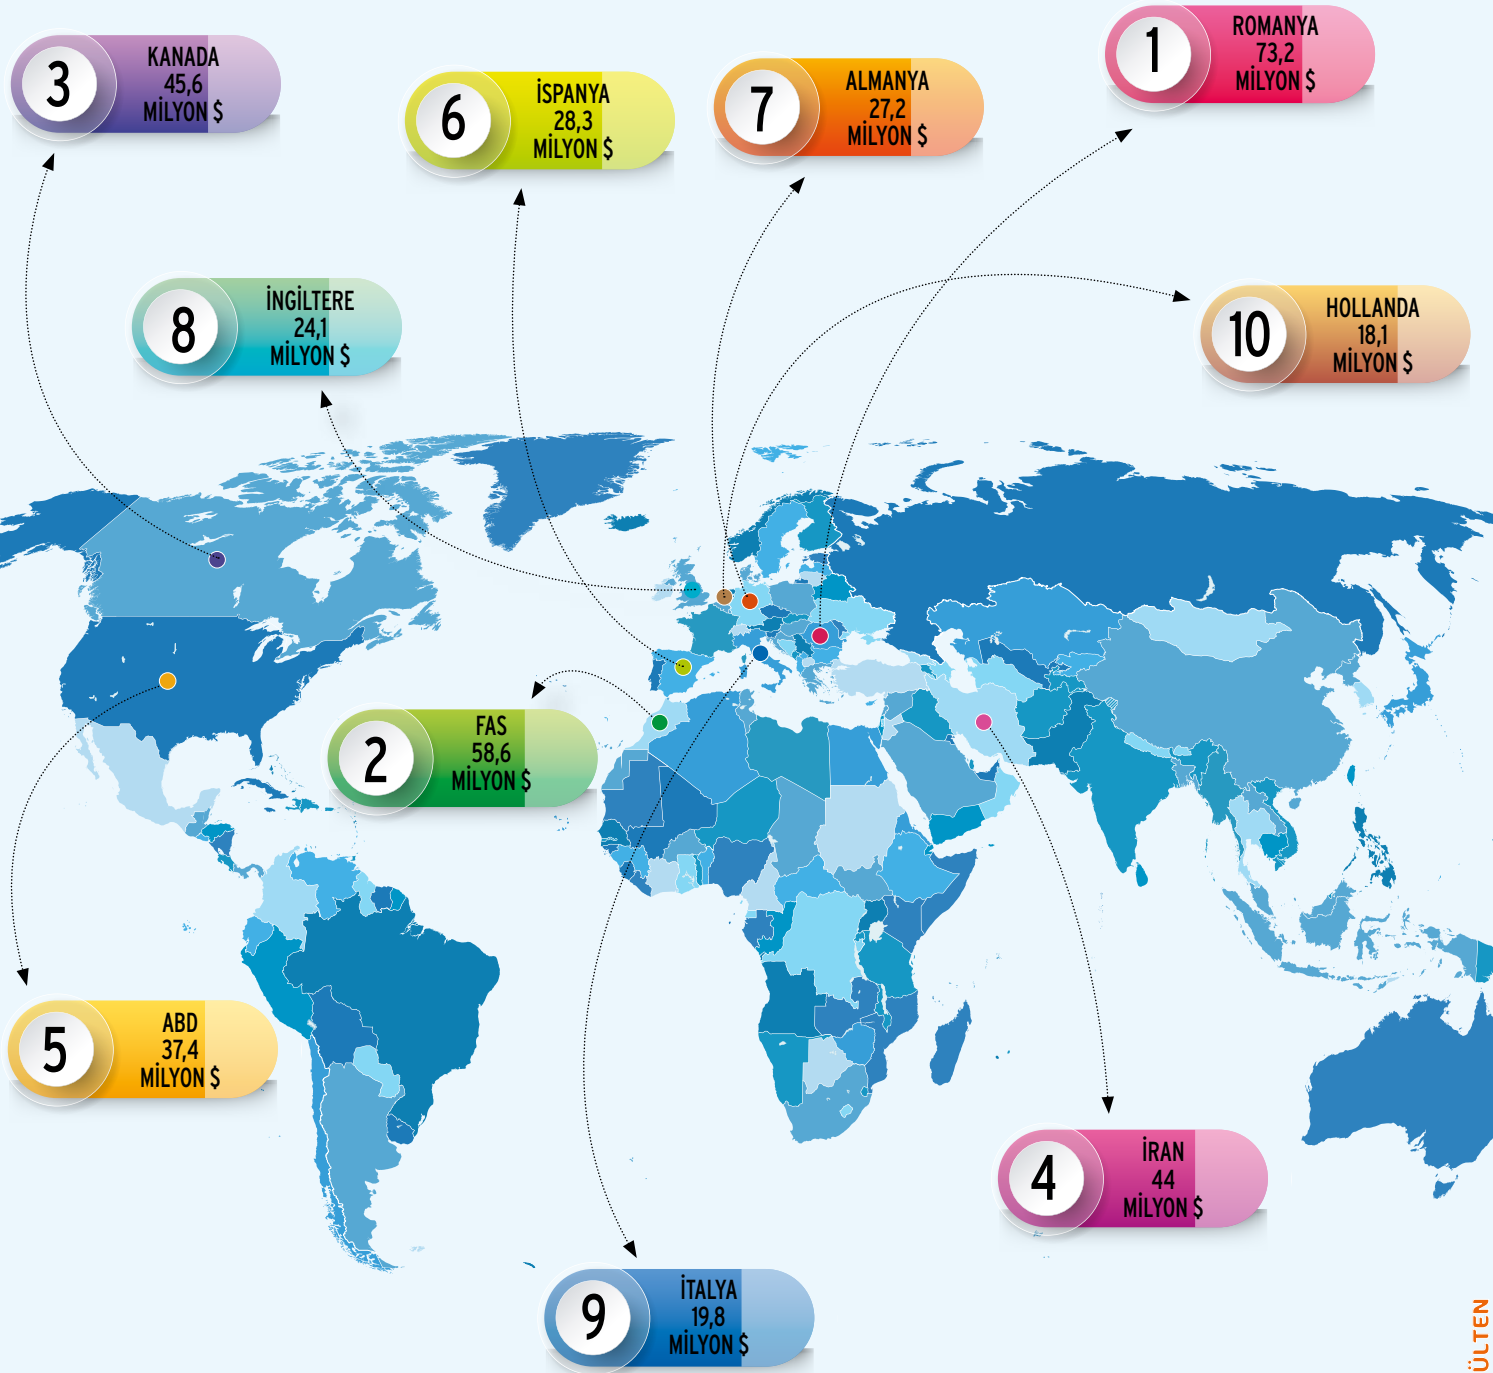 3
KANADA
45,6
MİLYON $
6
İSPANYA
28,3
MİLYON $
7
ALMANYA
27,2
MİLYON $
1
ROMANYA
73,2
MİLYON $
8
İNGİLTERE
24,1
MİLYON $
10
HOLLANDA
18,1
MİLYON $
2
FAS
58,6
MİLYON $
5
ABD
37,4
MİLYON $
4
İRAN
44
MİLYON $
9
İTALYA
19,8
MİLYON $
ÜLTEN